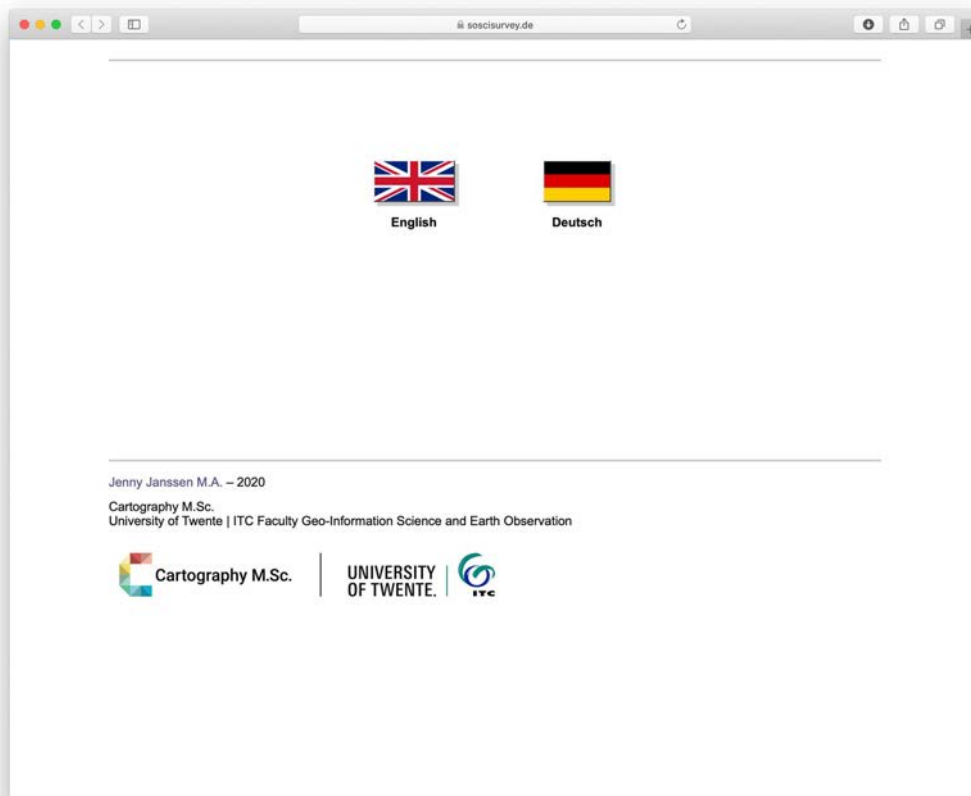 soscisurvey.de
English
Deutsch
Jenny Janssen M.A. – 2020
Cartography M.Sc.
University of Twente | ITC Faculty Geo-Information Science and Earth Observation
Cartography M.Sc.
UNIVERSITY
OF TWENTE.
ITC